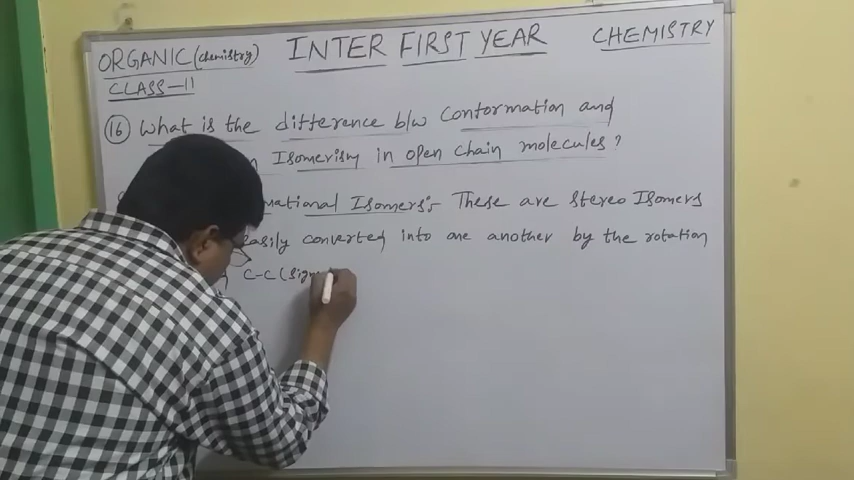 ORGANIC (chemistry) INTER FIRST YEAR CHEMISTRY
CLASS-11
16 What is the difference b/w Conformation and
Isomerism in open chain molecules?
mational Isomers:- These are stereo Isomers
easily converted into one another by the rotation
C-C (sig